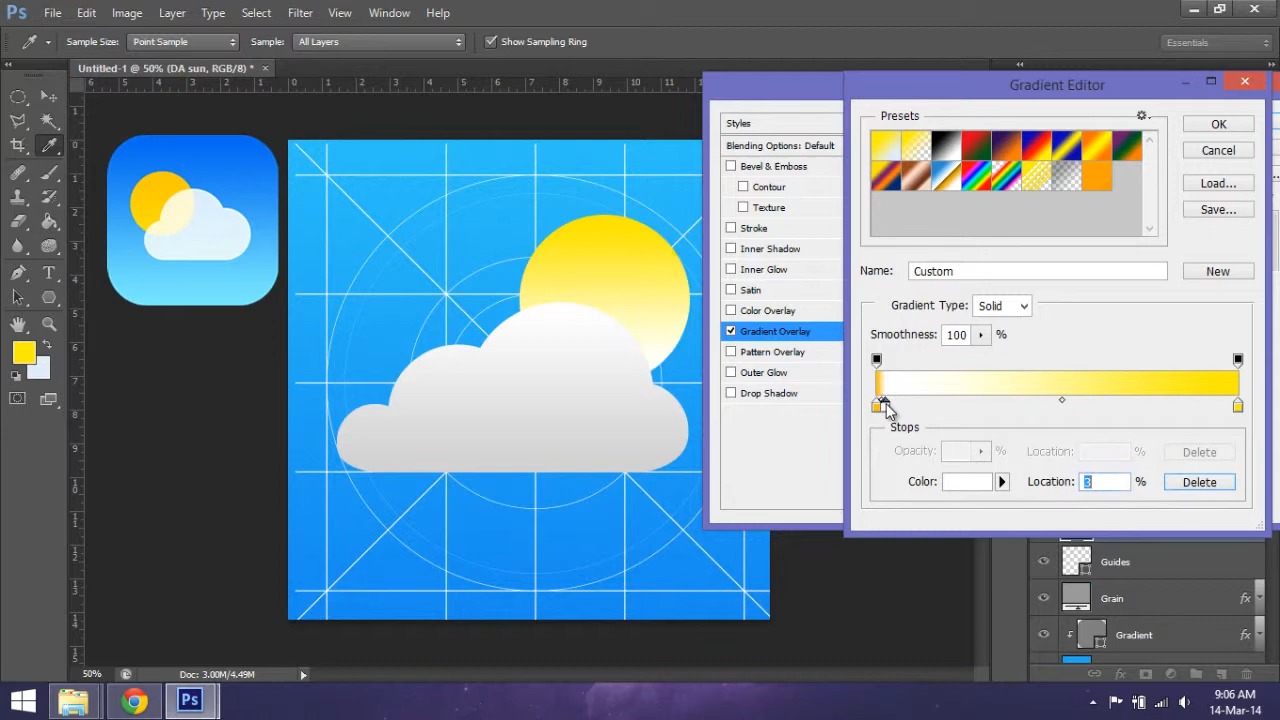 Ps File Edit Image Layer Type Select Filter 3D View Window Help
Sample Size: Point Sample Sample: All Layers Show Sampling Ring Essentials
Untitled-1 @ 50% (DA sun, RGB/8) * ×
Gradient Editor
Styles
Blending Options: Default
Bevel & Emboss
Contour
Texture
Stroke
Inner Shadow
Inner Glow
Satin
Color Overlay
Gradient Overlay
Pattern Overlay
Outer Glow
Drop Shadow
Presets
OK
Cancel
Load...
Save...
Name: Custom New
Gradient Type: Solid
Smoothness: 100 %
Stops
Opacity: % Location: % Delete
Color: Location: 3 % Delete
Guides
Grain fx
Gradient fx
50% Doc: 3.00M/4.49M
Ps
9:06 AM
14-Mar-14